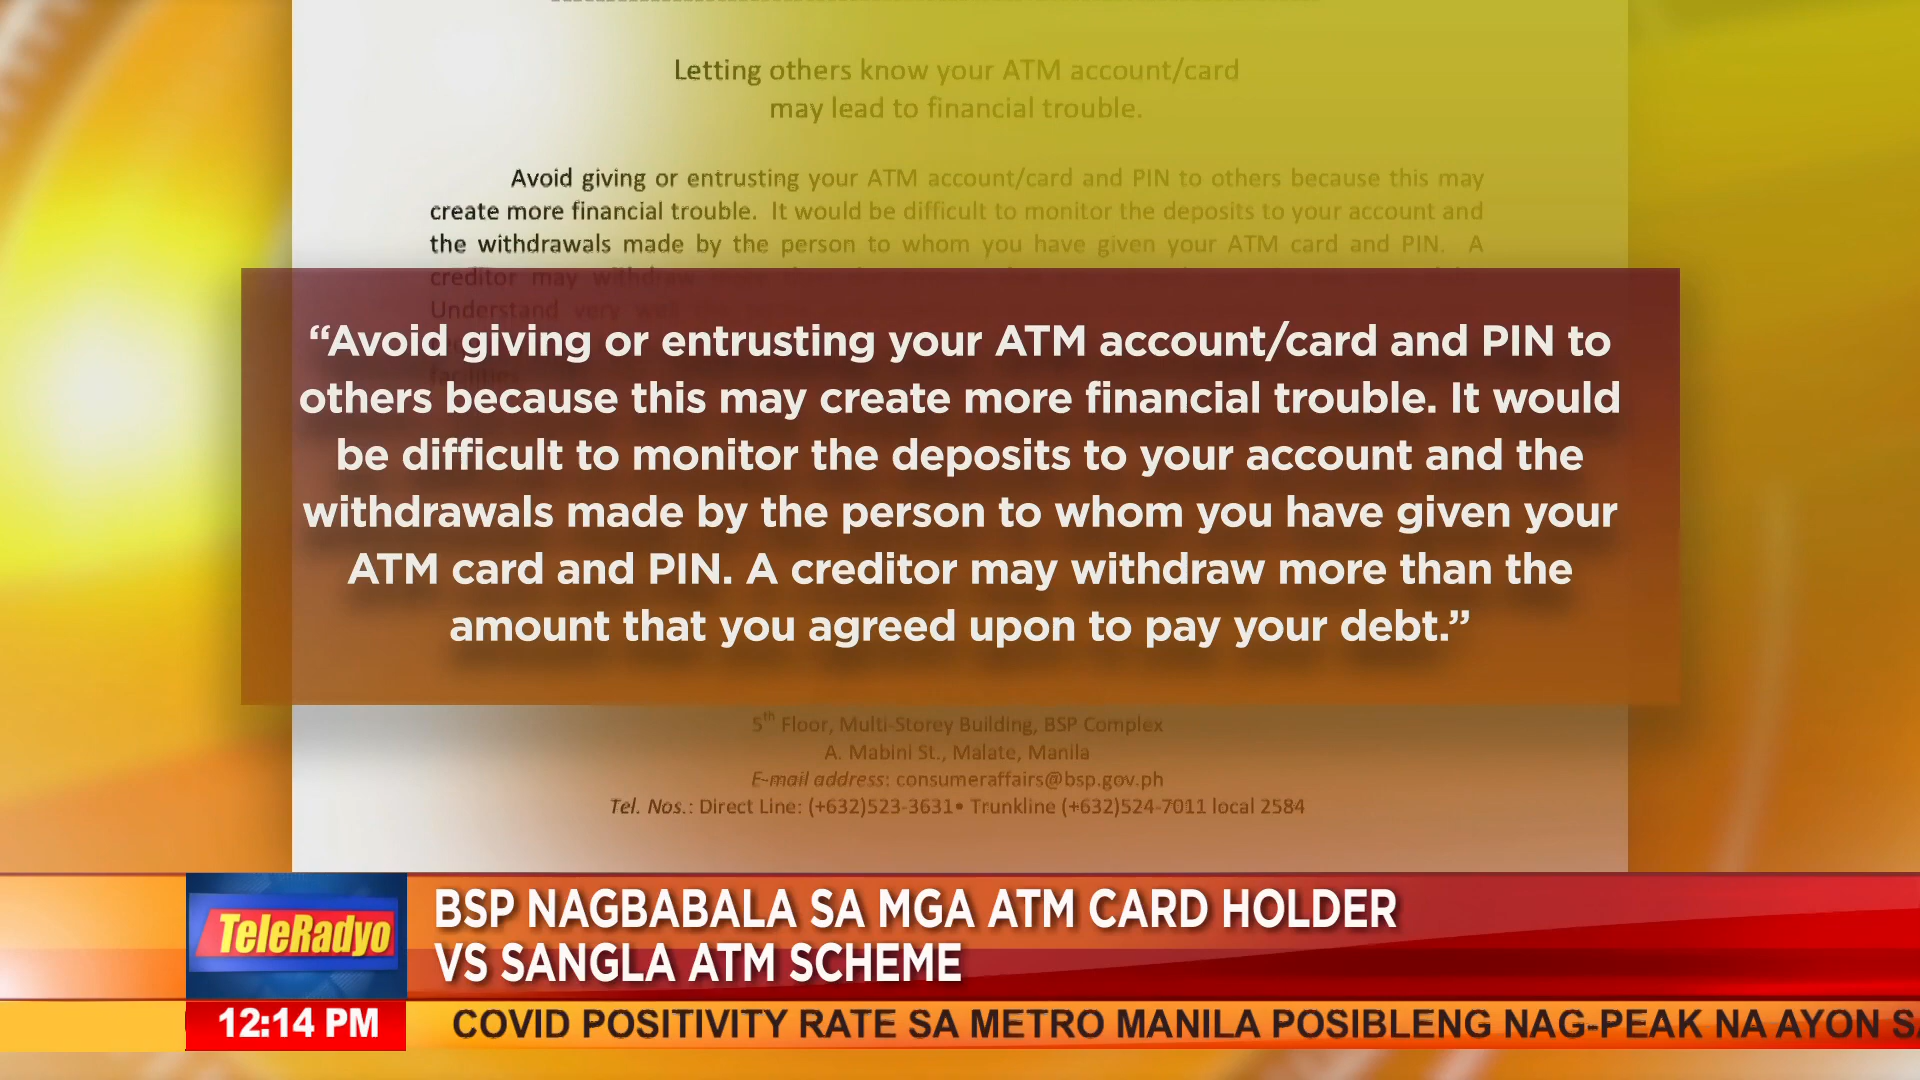 Letting others know your ATM account/card
may lead to financial trouble.
Avoid giving or entrusting your ATM account/card and PIN to others because this may
create more financial trouble. It would be difficult to monitor the deposits to your account and
the withdrawals made by the person to whom you have given your ATM card and PIN. A
creditor may withdraw
Understand very well
“Avoid giving or entrusting your ATM account/card and PIN to
others because this may create more financial trouble. It would
be difficult to monitor the deposits to your account and the
withdrawals made by the person to whom you have given your
ATM card and PIN. A creditor may withdraw more than the
amount that you agreed upon to pay your debt.”
5th Floor, Multi-Storey Building, BSP Complex
A. Mabini St., Malate, Manila
E-mail address: consumeraffairs@bsp.gov.ph
Tel. Nos.: Direct Line: (+632)523-3631• Trunkline (+632)524-7011 local 2584
TeleRadyo
BSP NAGBABALA SA MGA ATM CARD HOLDER
VS SANGLA ATM SCHEME
12:14 PM
COVID POSITIVITY RATE SA METRO MANILA POSIBLENG NAG-PEAK NA AYON